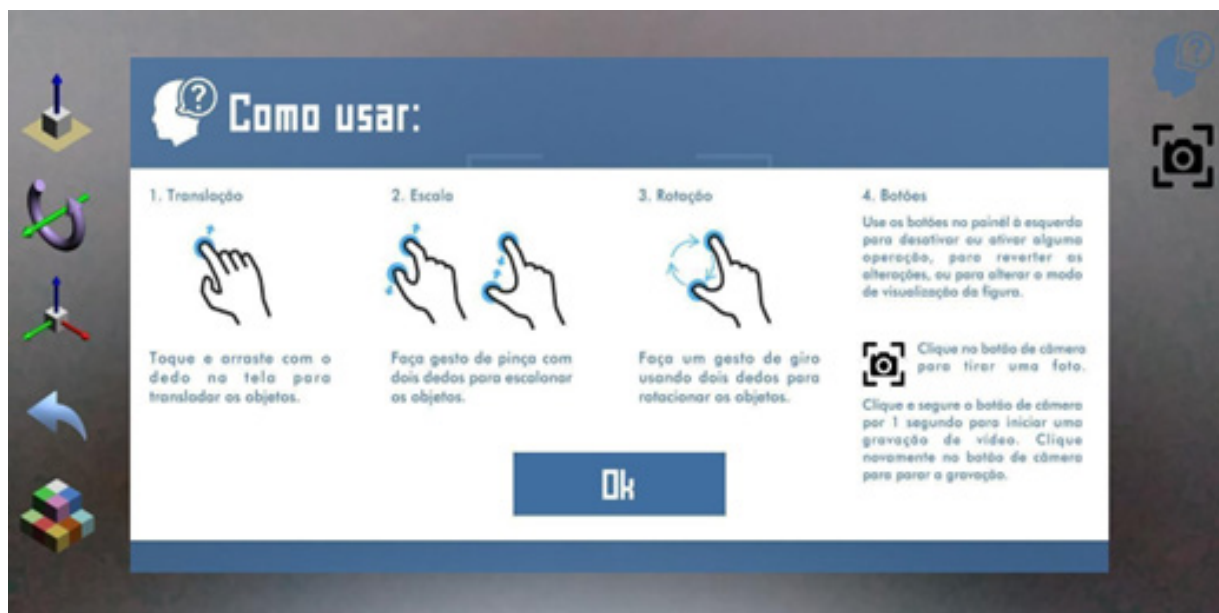 Como usar:
1. Translação
Toque e arraste com o
dedo na tela para
transladar os objetos.
2. Escala
Faça gesto de pinça com
dois dedos para escalonar
os objetos.
3. Rotação
Faça um gesto de giro
usando dois dedos para
rotacionar os objetos.
4. Botões
Use os botões no painél à esquerda
para desativar ou ativar alguma
operação, para reverter as
alterações, ou para alterar o modo
de visualização da figura.
Clique no botão de câmera
para tirar uma foto.
Clique e segure o botão de câmera
por 1 segundo para iniciar uma
gravação de vídeo. Clique
novamente no botão de câmera
para parar a gravação.
Ok